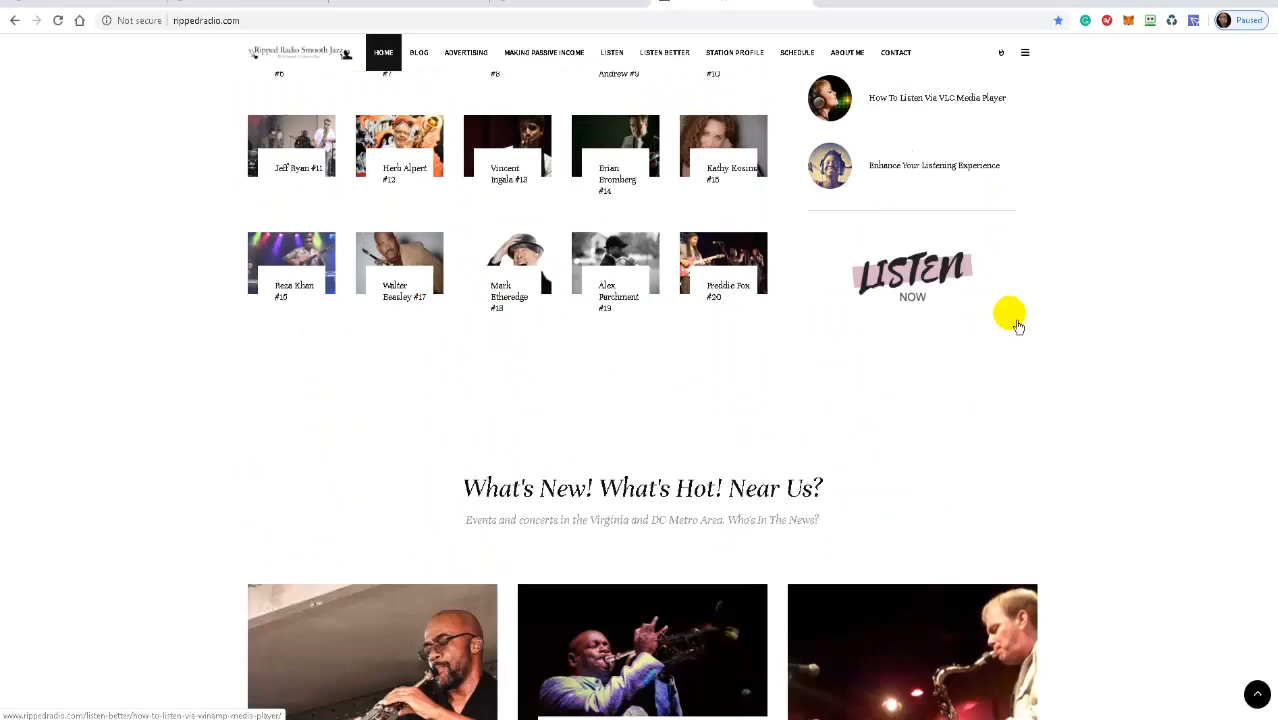 Not secure
rippedradio.com
Paused
Ripped Radio Smooth Jazz
HOME
BLOG
ADVERTISING
MAKING PASSIVE INCOME
LISTEN
LISTEN BETTER
STATION PROFILE
SCHEDULE
ABOUT ME
CONTACT
#6
#7
#8
Andrew #9
#10
How To Listen Via VLC Media Player
Jeff Ryan #11
Herb Alpert
#12
Vincent
Ingala #13
Brian
Bromberg
#14
Kathy Kosins
#15
Enhance Your Listening Experience
Reza Khan
#16
Walter
Beasley #17
Mark
Etheredge
#18
Alex
Parchment
#19
Freddie Fox
#20
LISTEN
NOW
What's New! What's Hot! Near Us?
Events and concerts in the Virginia and DC Metro Area. Who's In The News?
www.rippedradio.com/listen-better/how-to-listen-via-winamp-media-player/